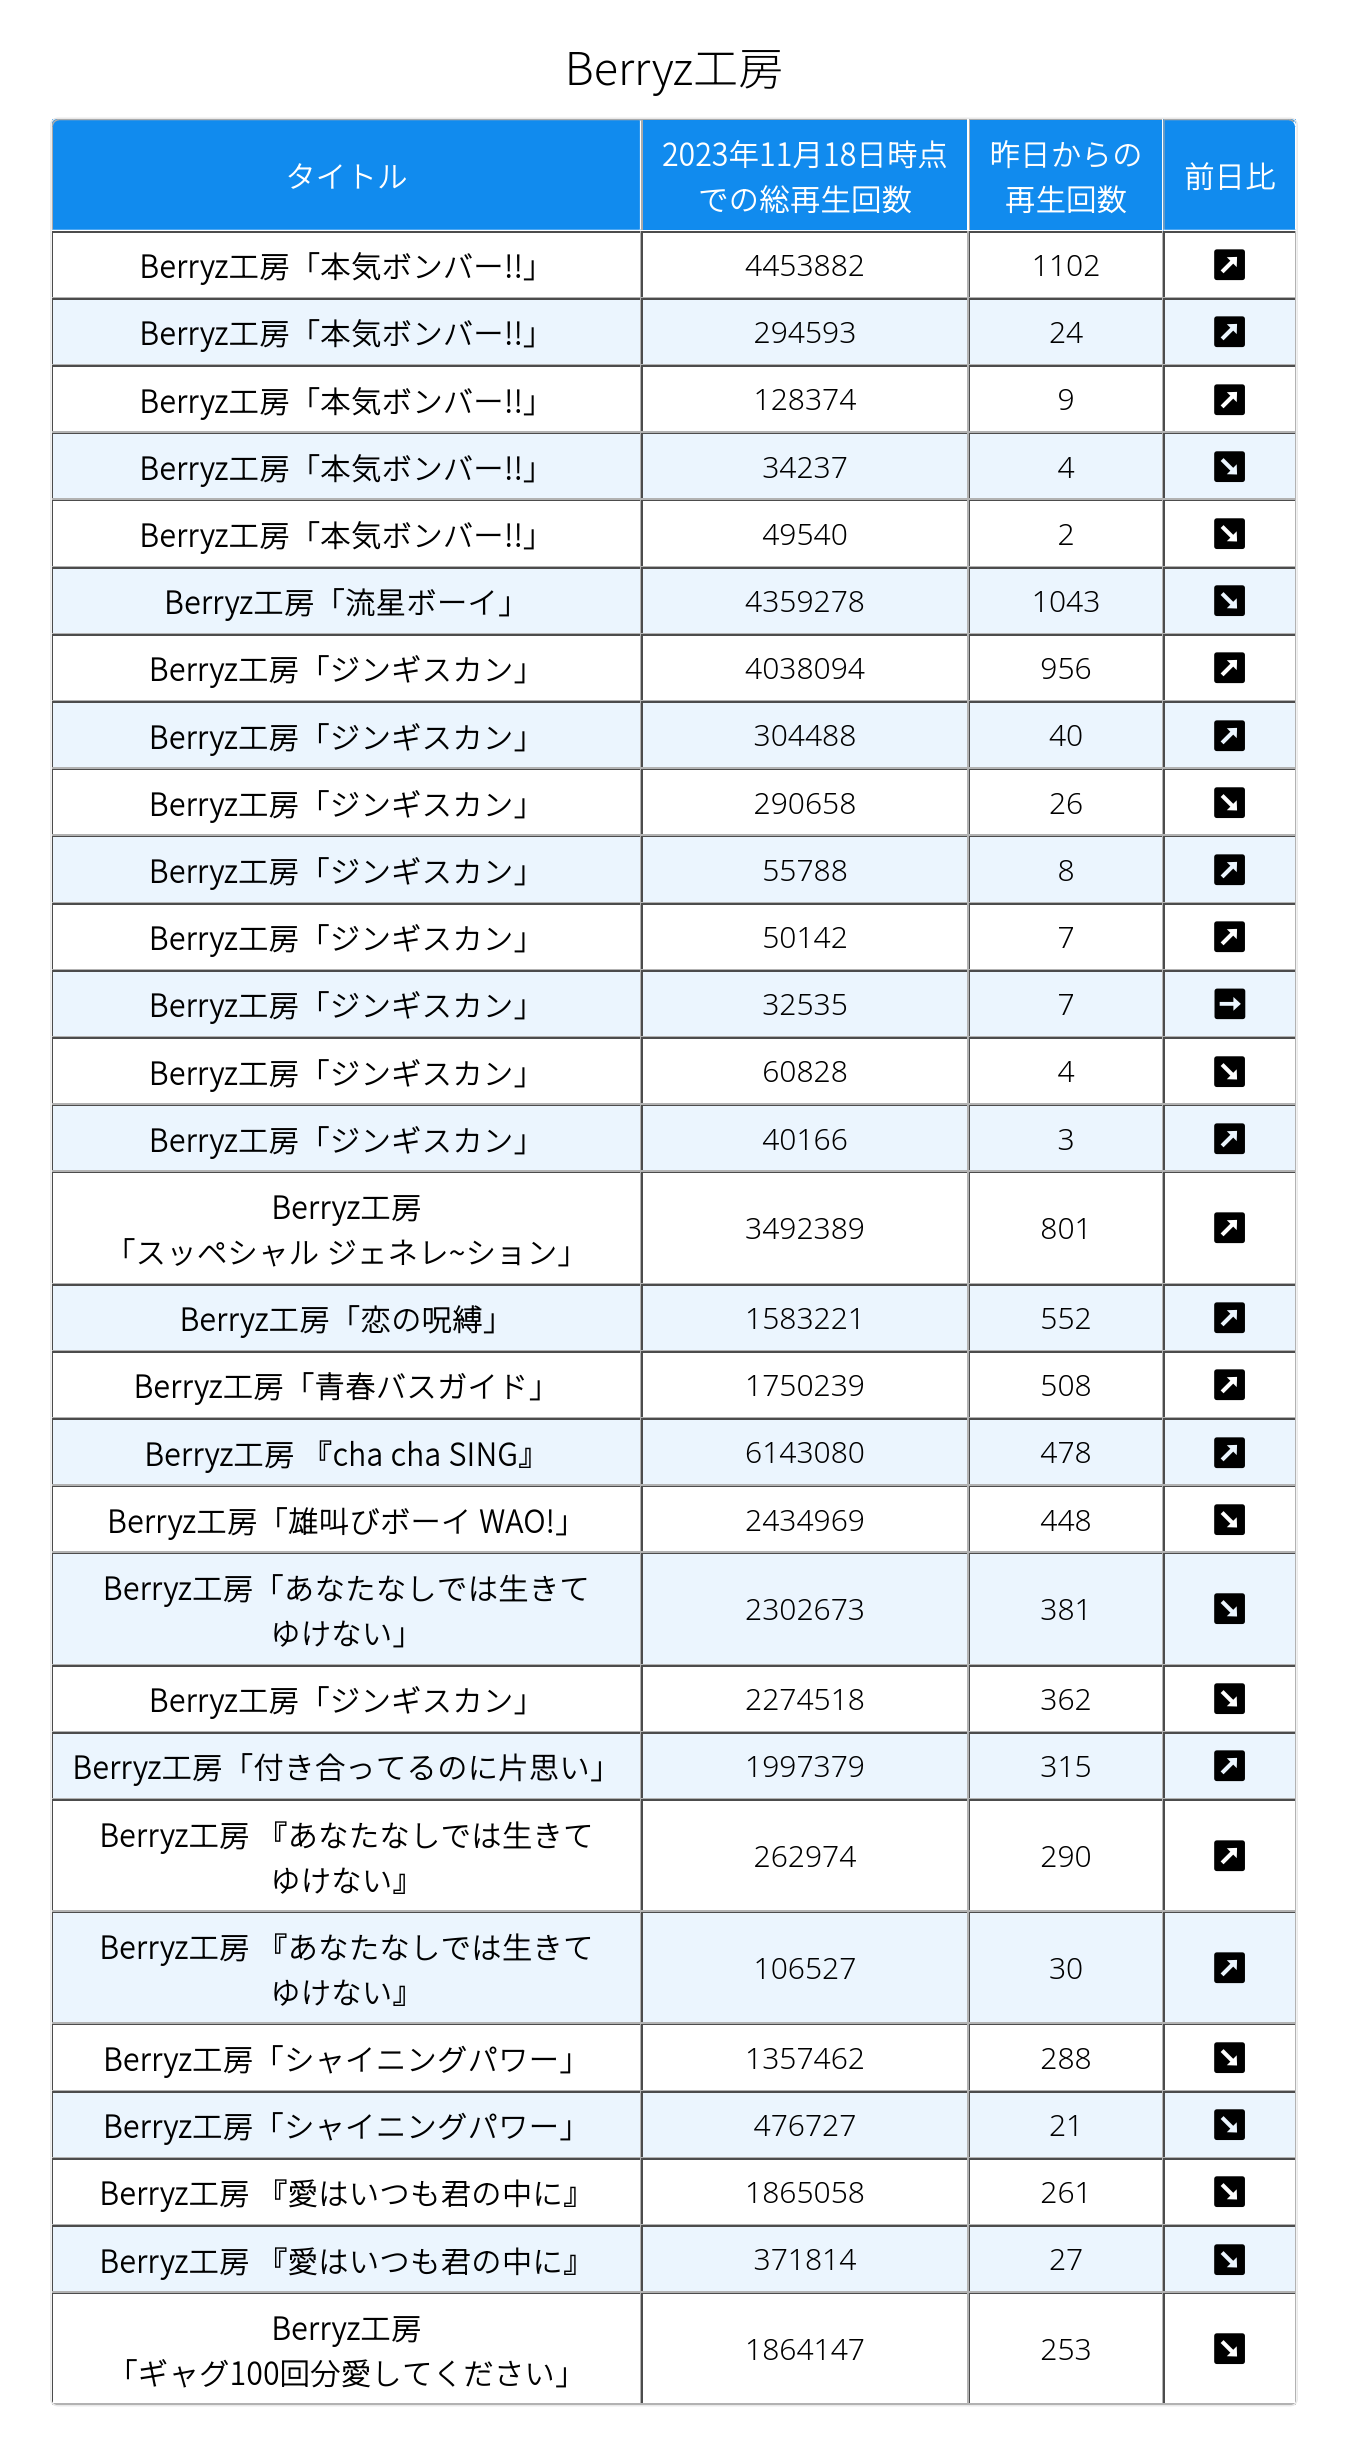 Berryz工房
タイトル
2023年11月18日時点
での総再生回数
昨日からの
再生回数
前日比
Berryz工房「本気ボンバー!!」 4453882 1102
Berryz工房「本気ボンバー!!」 294593 24
Berryz工房「本気ボンバー!!」 128374 9
Berryz工房「本気ボンバー!!」 34237 4
Berryz工房「本気ボンバー!!」 49540 2
Berryz工房「流星ボーイ」 4359278 1043
Berryz工房「ジンギスカン」 4038094 956
Berryz工房「ジンギスカン」 304488 40
Berryz工房「ジンギスカン」 290658 26
Berryz工房「ジンギスカン」 55788 8
Berryz工房「ジンギスカン」 50142 7
Berryz工房「ジンギスカン」 32535 7
Berryz工房「ジンギスカン」 60828 4
Berryz工房「ジンギスカン」 40166 3
Berryz工房
「スッペシャル ジェネレ~ション」 3492389 801
Berryz工房「恋の呪縛」 1583221 552
Berryz工房「青春バスガイド」 1750239 508
Berryz工房 『cha cha SING』 6143080 478
Berryz工房「雄叫びボーイ WAO!」 2434969 448
Berryz工房「あなたなしでは生きて
ゆけない」 2302673 381
Berryz工房「ジンギスカン」 2274518 362
Berryz工房「付き合ってるのに片思い」 1997379 315
Berryz工房 『あなたなしでは生きて
ゆけない』 262974 290
Berryz工房 『あなたなしでは生きて
ゆけない』 106527 30
Berryz工房「シャイニングパワー」 1357462 288
Berryz工房「シャイニングパワー」 476727 21
Berryz工房 『愛はいつも君の中に』 1865058 261
Berryz工房 『愛はいつも君の中に』 371814 27
Berryz工房
「ギャグ100回分愛してください」 1864147 253